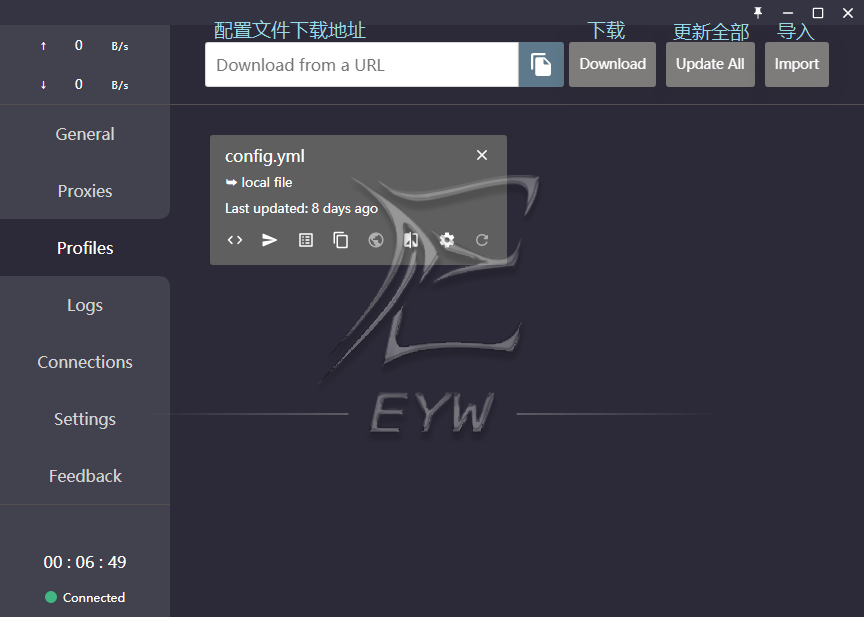 配置文件下载地址
下载
更新全部
导入
↑ 0 B/s
Download from a URL
Download
Update All
Import
↓ 0 B/s
General
Proxies
Profiles
Logs
Connections
Settings
Feedback
00 : 06 : 49
Connected
config.yml
local file
Last updated: 8 days ago
EYW